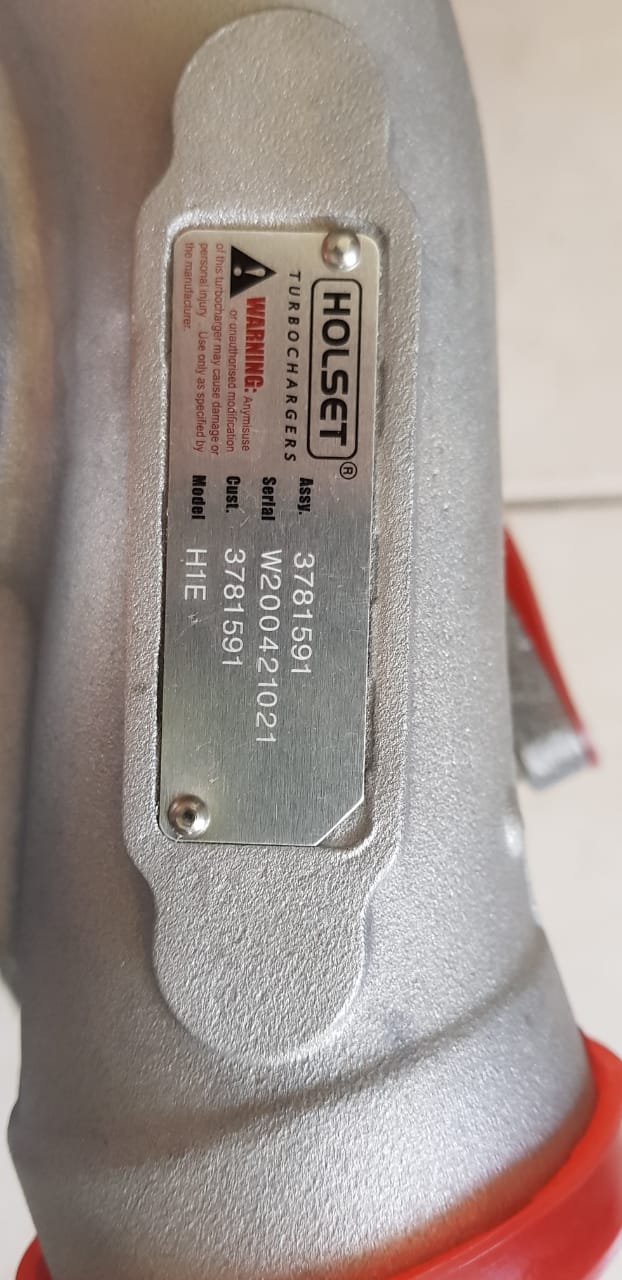 HOLSET®
TURBOCHARGERS
WARNING: Anymisuse
or unauthorised modification
of this turbocharger may cause damage or
personal injury Use only as specified by
the manufacturer.
Assy. 3781591
Serial W200421021
Cust. 3781591
Model H1E